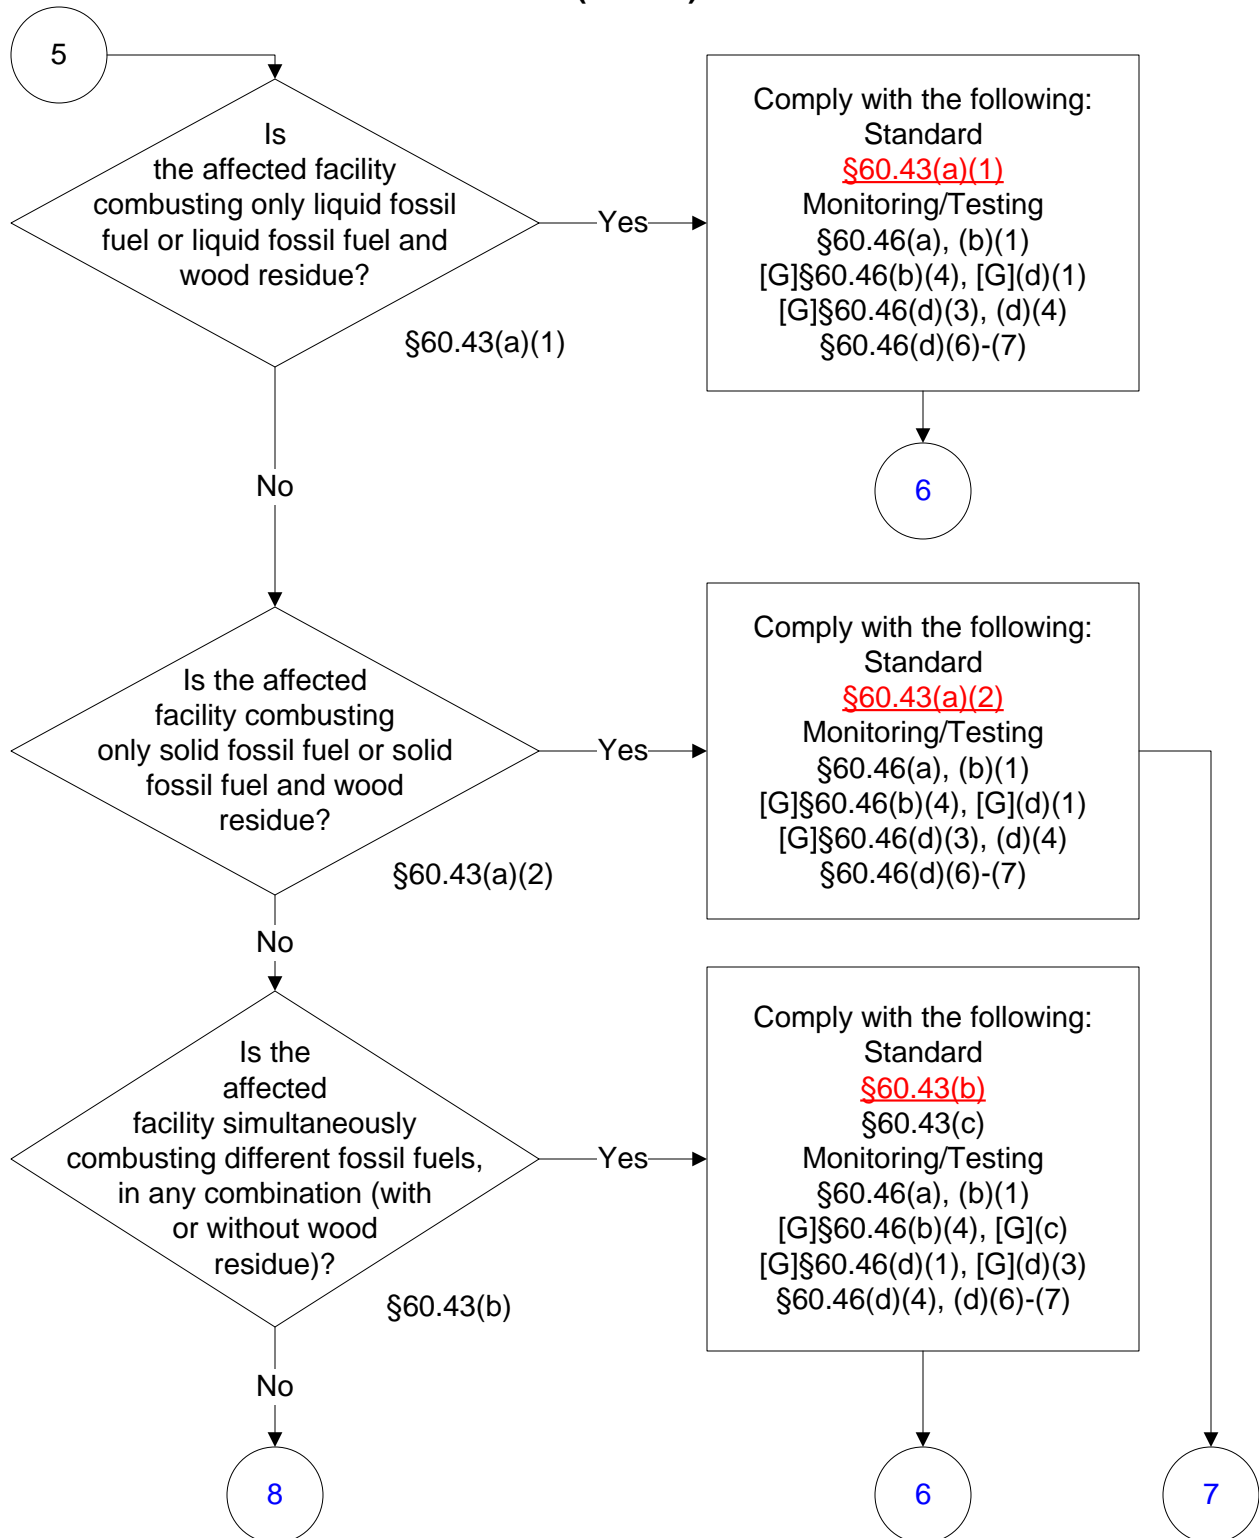 5
Is
the affected facility
combusting only liquid fossil
fuel or liquid fossil fuel and
wood residue?
§60.43(a)(1)
Yes
Comply with the following:
Standard
§60.43(a)(1)
Monitoring/Testing
§60.46(a), (b)(1)
[G]§60.46(b)(4), [G](d)(1)
[G]§60.46(d)(3), (d)(4)
§60.46(d)(6)-(7)
6
No
Is the affected
facility combusting
only solid fossil fuel or solid
fossil fuel and wood
residue?
§60.43(a)(2)
Yes
Comply with the following:
Standard
§60.43(a)(2)
Monitoring/Testing
§60.46(a), (b)(1)
[G]§60.46(b)(4), [G](d)(1)
[G]§60.46(d)(3), (d)(4)
§60.46(d)(6)-(7)
No
Is the
affected
facility simultaneously
combusting different fossil fuels,
in any combination (with
or without wood
residue)?
§60.43(b)
Yes
Comply with the following:
Standard
§60.43(b)
§60.43(c)
Monitoring/Testing
§60.46(a), (b)(1)
[G]§60.46(b)(4), [G](c)
[G]§60.46(d)(1), [G](d)(3)
§60.46(d)(4), (d)(6)-(7)
No
8
6
7